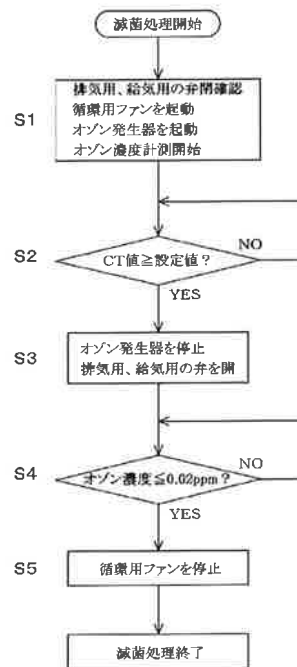 滅菌処理開始
S1
排気用、給気用の弁閉確認
循環用ファンを起動
オゾン発生器を起動
オゾン濃度計測開始
S2
CT値≧設定値？
NO
YES
S3
オゾン発生器を停止
排気用、給気用の弁を開
S4
オゾン濃度≦0.02ppm？
NO
YES
S5
循環用ファンを停止
滅菌処理終了